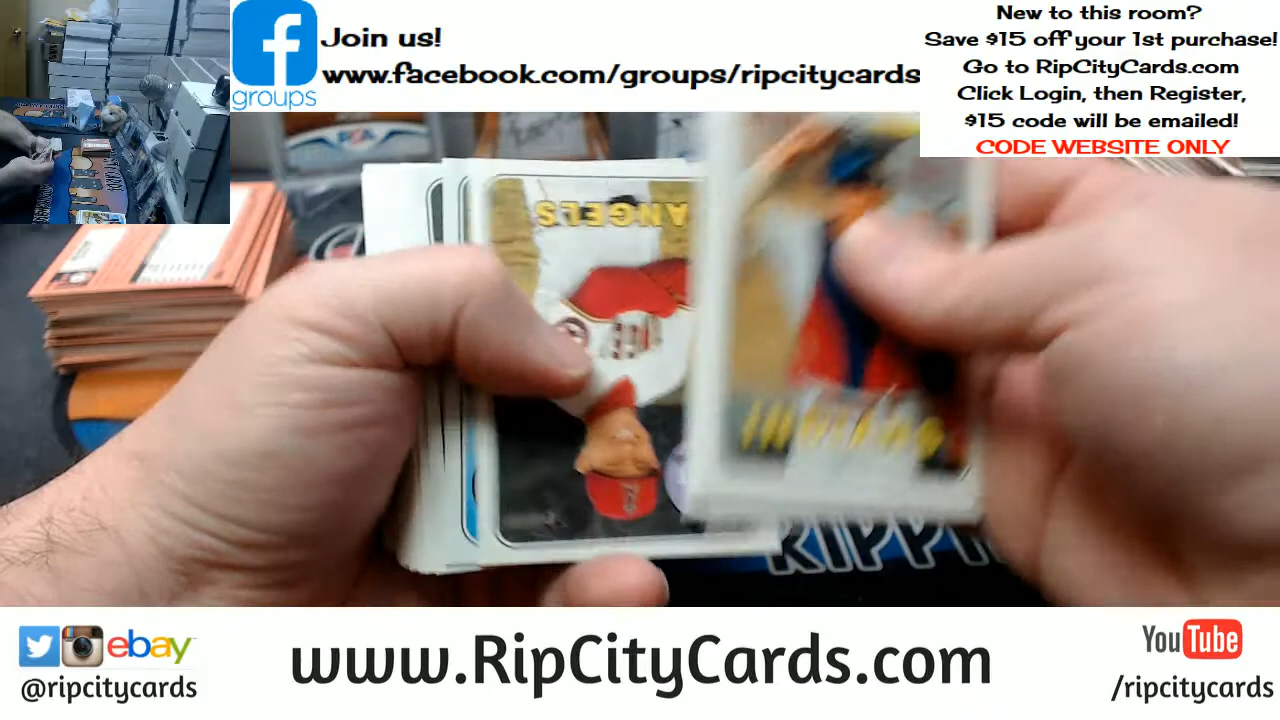 Join us!
www.facebook.com/groups/ripcitycards
groups
New to this room?
Save $15 off your 1st purchase!
Go to RipCityCards.com
Click Login, then Register,
$15 code will be emailed!
CODE WEBSITE ONLY
ANGELS
INDIANS
RIPPI
ebay
@ripcitycards
www.RipCityCards.com
YouTube
/ripcitycards